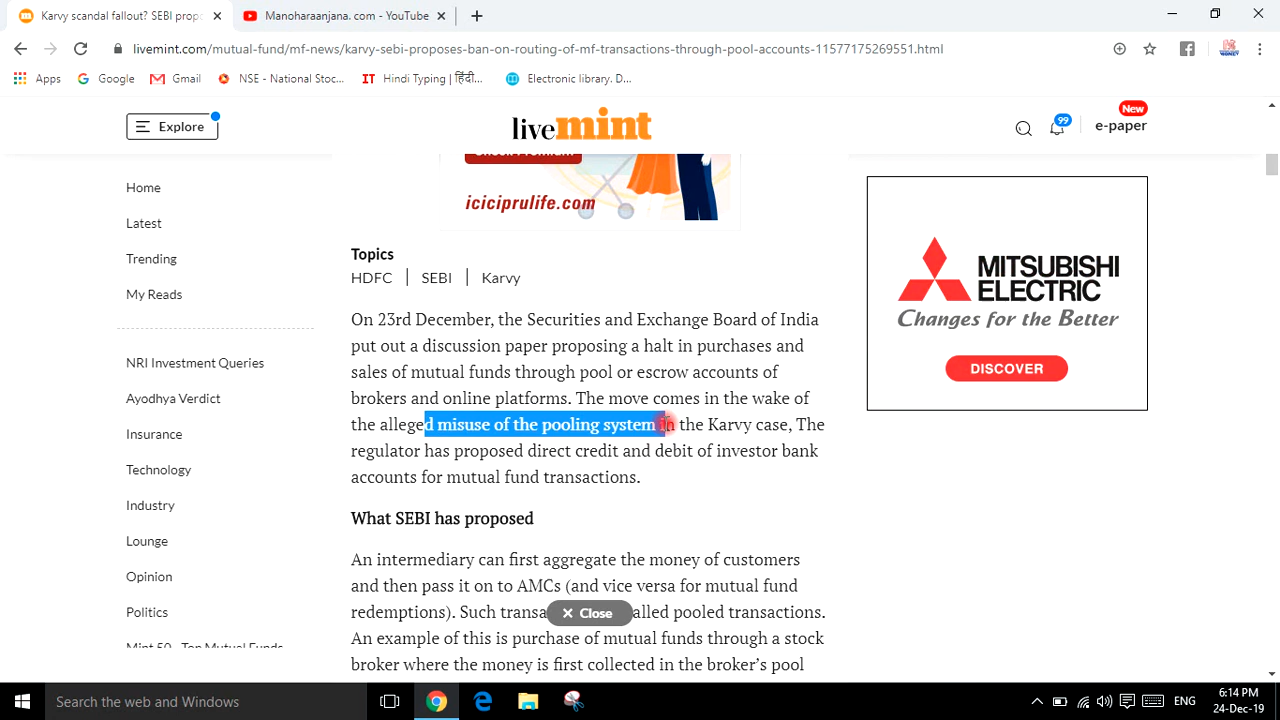 Karvy scandal fallout? SEBI prop
Manoharaanjana. com - YouTube
livemint.com/mutual-fund/mf-news/karvy-sebi-proposes-ban-on-routing-of-mf-transactions-through-pool-accounts-11577175269551.html
Apps
Google
Gmail
NSE - National Stoc...
IT Hindi Typing | हिंदी...
Electronic library. D...
Explore
livemint
99
New
e-paper
Home
Latest
Trending
My Reads
NRI Investment Queries
Ayodhya Verdict
Insurance
Technology
Industry
Lounge
Opinion
Politics
Mint 50 - Top Mutual Funds
Check Premium
iciciprulife.com
Topics
HDFC | SEBI | Karvy
On 23rd December, the Securities and Exchange Board of India
put out a discussion paper proposing a halt in purchases and
sales of mutual funds through pool or escrow accounts of
brokers and online platforms. The move comes in the wake of
the alleged misuse of the pooling system in the Karvy case, The
regulator has proposed direct credit and debit of investor bank
accounts for mutual fund transactions.
What SEBI has proposed
An intermediary can first aggregate the money of customers
and then pass it on to AMCs (and vice versa for mutual fund
redemptions). Such transa alled pooled transactions.
Close
An example of this is purchase of mutual funds through a stock
broker where the money is first collected in the broker's pool
MITSUBISHI
ELECTRIC
Changes for the Better
DISCOVER
Search the web and Windows
ENG
6:14 PM
24-Dec-19